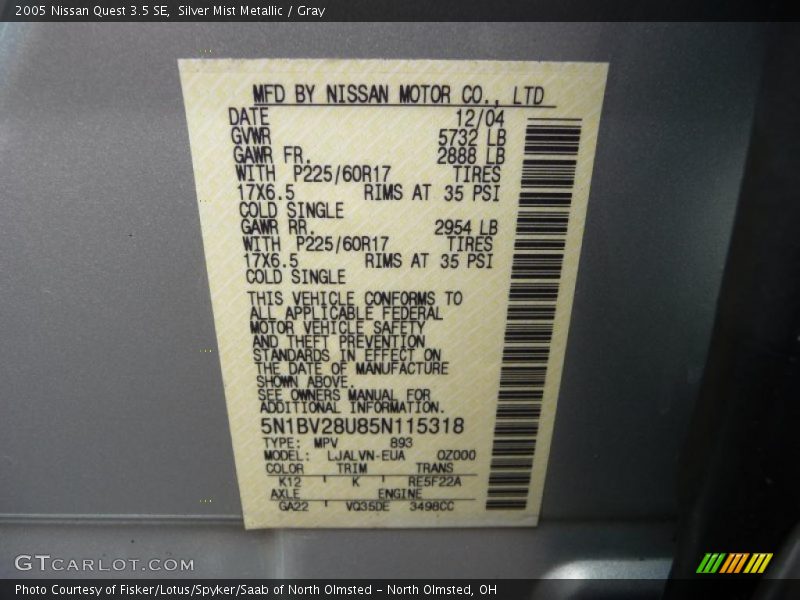 2005 Nissan Quest 3.5 SE,  Silver Mist Metallic / Gray
MFD BY NISSAN MOTOR CO., LTD
DATE 12/04
GVWR 5732 LB
GAWR FR. 2888 LB
WITH P225/60R17 TIRES
17X6.5 RIMS AT 35 PSI
COLD SINGLE
GAWR RR. 2954 LB
WITH P225/60R17 TIRES
17X6.5 RIMS AT 35 PSI
COLD SINGLE
THIS VEHICLE CONFORMS TO
ALL APPLICABLE FEDERAL
MOTOR VEHICLE SAFETY
AND THEFT PREVENTION
STANDARDS IN EFFECT ON
THE DATE OF MANUFACTURE
SHOWN ABOVE.
SEE OWNERS MANUAL FOR
ADDITIONAL INFORMATION.
5N1BV28U85N115318
TYPE: MPV 893
MODEL: LJALVN-EUA 0Z000
COLOR TRIM TRANS
K12 K RE5F22A
AXLE ENGINE
GA22 VQ35DE 3498CC
GTCARLOT.COM
Photo Courtesy of Fisker/Lotus/Spyker/Saab of North Olmsted - North Olmsted, OH